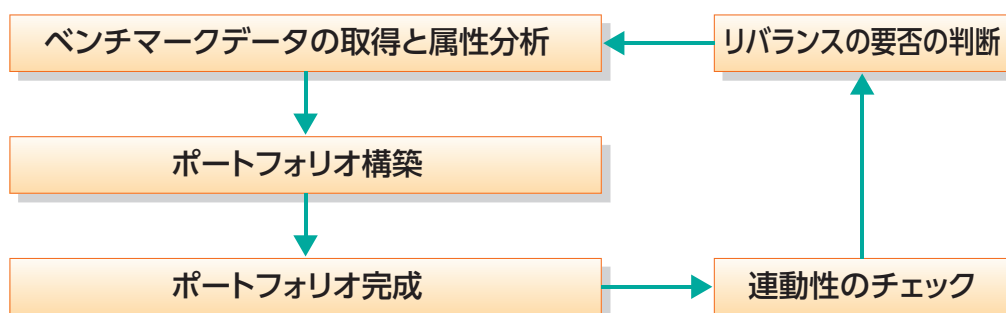 ベンチマークデータの取得と属性分析
リバランスの要否の判断
ポートフォリオ構築
ポートフォリオ完成
連動性のチェック